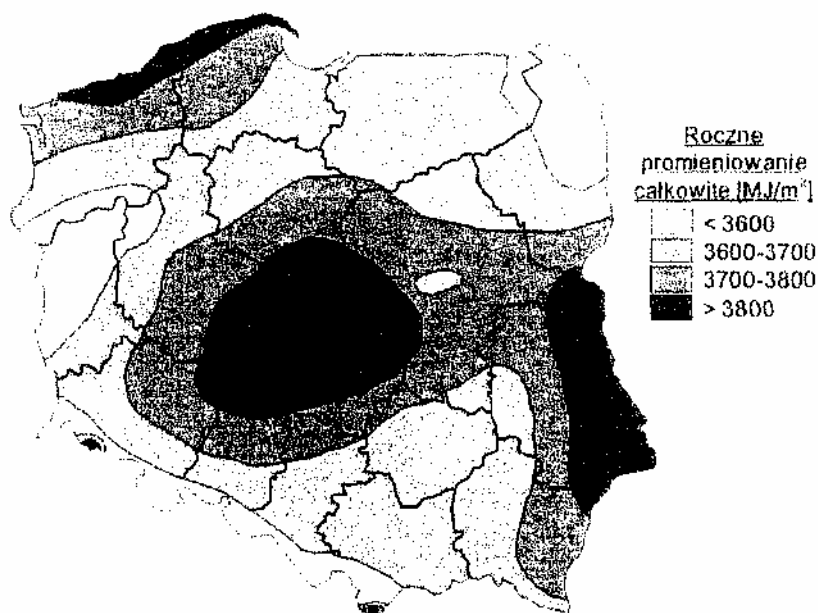 Roczne
promieniowanie
całkowite [MJ/m²]
< 3600
3600-3700
3700-3800
> 3800